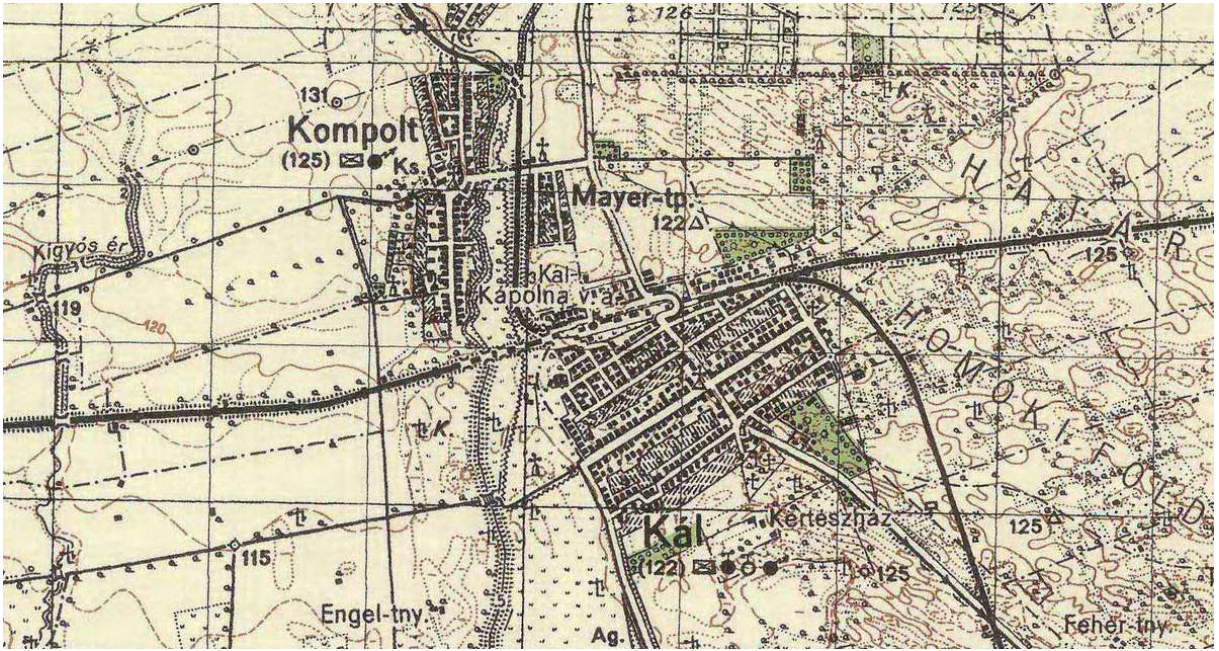 126
125
131
K
Kompolt
(125)
Ks.
Mayer-tp.
122
HATÁR
125
Kigyós ér
Kál-
Kápolna v. á.
119
120
HOMOKI FÖLD
K
Kál
Kertészház
125
115
(122)
125
Engel-tny.
Ag.
Fehér-tny.